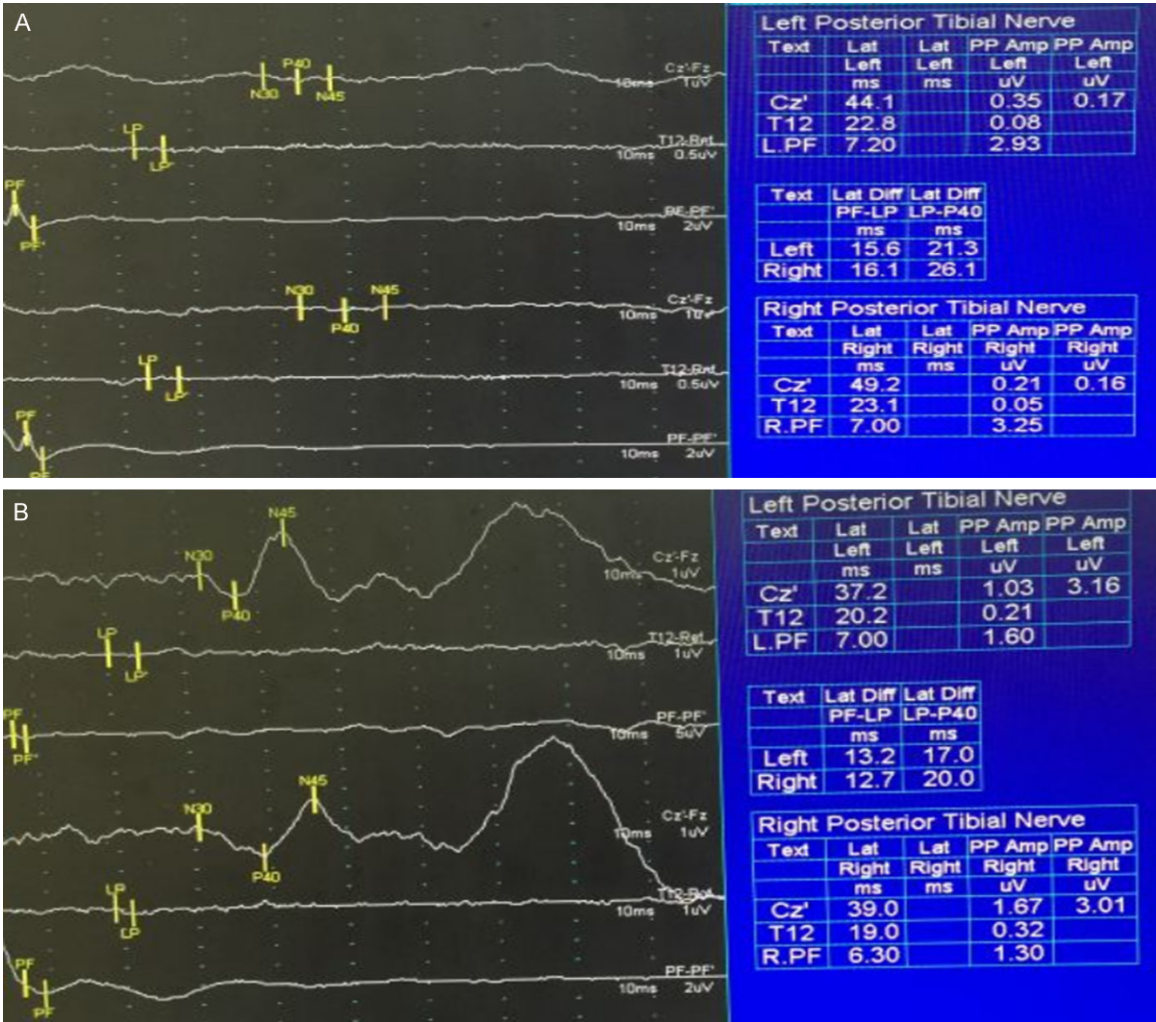 A
P40
N30
N45
Cz'-Fz
10ms
1uV
LP
LP'
T12-Ref
10ms
0.5uV
PF
PF'
PF-PF'
10ms
2uV
N30
N45
P40
Cz'-Fz
10ms
1uV
LP
LP'
T12-Ref
10ms
0.5uV
PF
PF-PF'
10ms
2uV
Left Posterior Tibial Nerve
Text Lat Lat PP Amp PP Amp
Left Left Left Left
ms ms uV uV
Cz' 44.1 0.35 0.17
T12 22.8 0.08
L.PF 7.20 2.93
Text Lat Diff Lat Diff
PF-LP LP-P40
ms ms
Left 15.6 21.3
Right 16.1 26.1
Right Posterior Tibial Nerve
Text Lat Lat PP Amp PP Amp
Right Right Right Right
ms ms uV uV
Cz' 49.2 0.21 0.16
T12 23.1 0.05
R.PF 7.00 3.25
B
N45
N30
P40
Cz'-Fz
10ms
1uV
LP
LP'
T12-Ref
10ms
1uV
PF
PF'
PF-PF'
10ms
5uV
N45
N30
P40
Cz'-Fz
10ms
1uV
LP
LP
T12-Ref
10ms
1uV
PF
PF
PF-PF'
10ms
2uV
Left Posterior Tibial Nerve
Text Lat Lat PP Amp PP Amp
Left Left Left Left
ms ms uV uV
Cz' 37.2 1.03 3.16
T12 20.2 0.21
L.PF 7.00 1.60
Text Lat Diff Lat Diff
PF-LP LP-P40
ms ms
Left 13.2 17.0
Right 12.7 20.0
Right Posterior Tibial Nerve
Text Lat Lat PP Amp PP Amp
Right Right Right Right
ms ms uV uV
Cz' 39.0 1.67 3.01
T12 19.0 0.32
R.PF 6.30 1.30